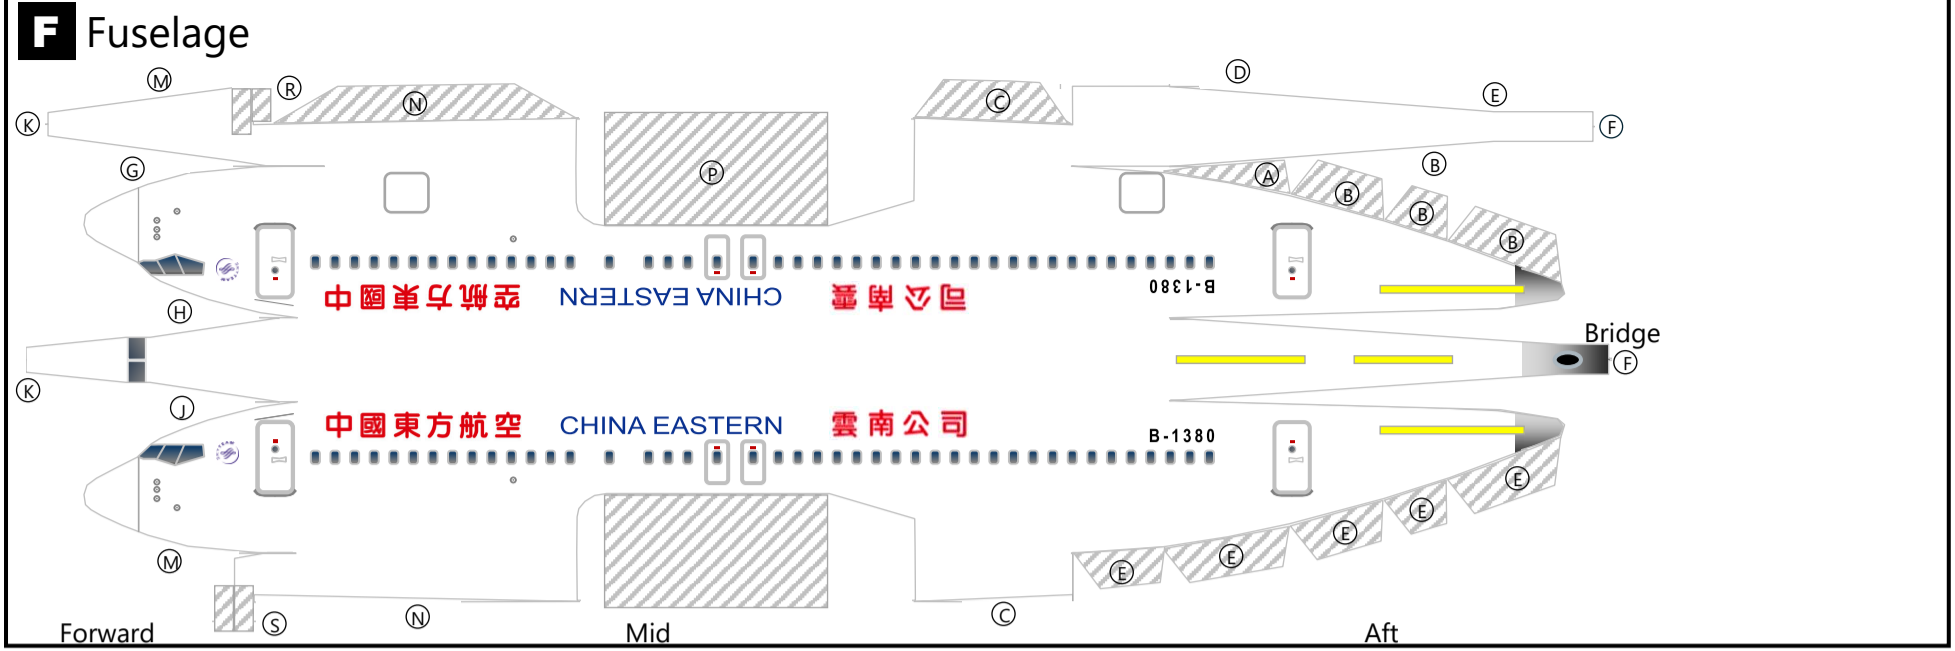 F Fuselage
M
R
N
C
D
E
K
P
F
G
A
B
B
B
B
中國東方航空 CHINA EASTERN 雲南公司
B-1380
H
Bridge
K
F
J
中國東方航空 CHINA EASTERN 雲南公司
B-1380
E
E
E
E
E
M
S
N
C
Forward
Mid
Aft